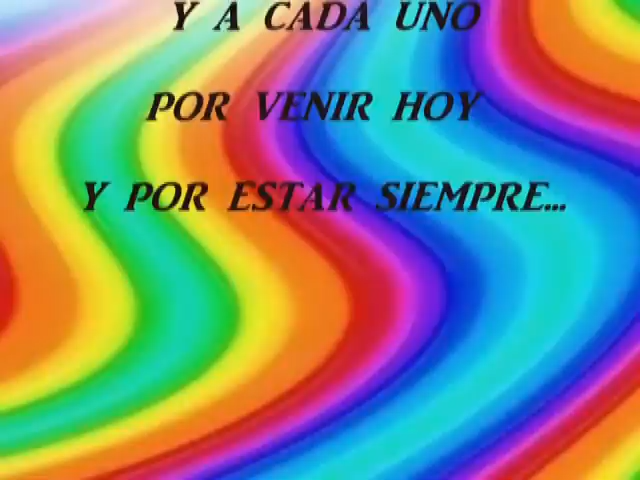 Y A CADA UNO
POR VENIR HOY
Y POR ESTAR SIEMPRE...